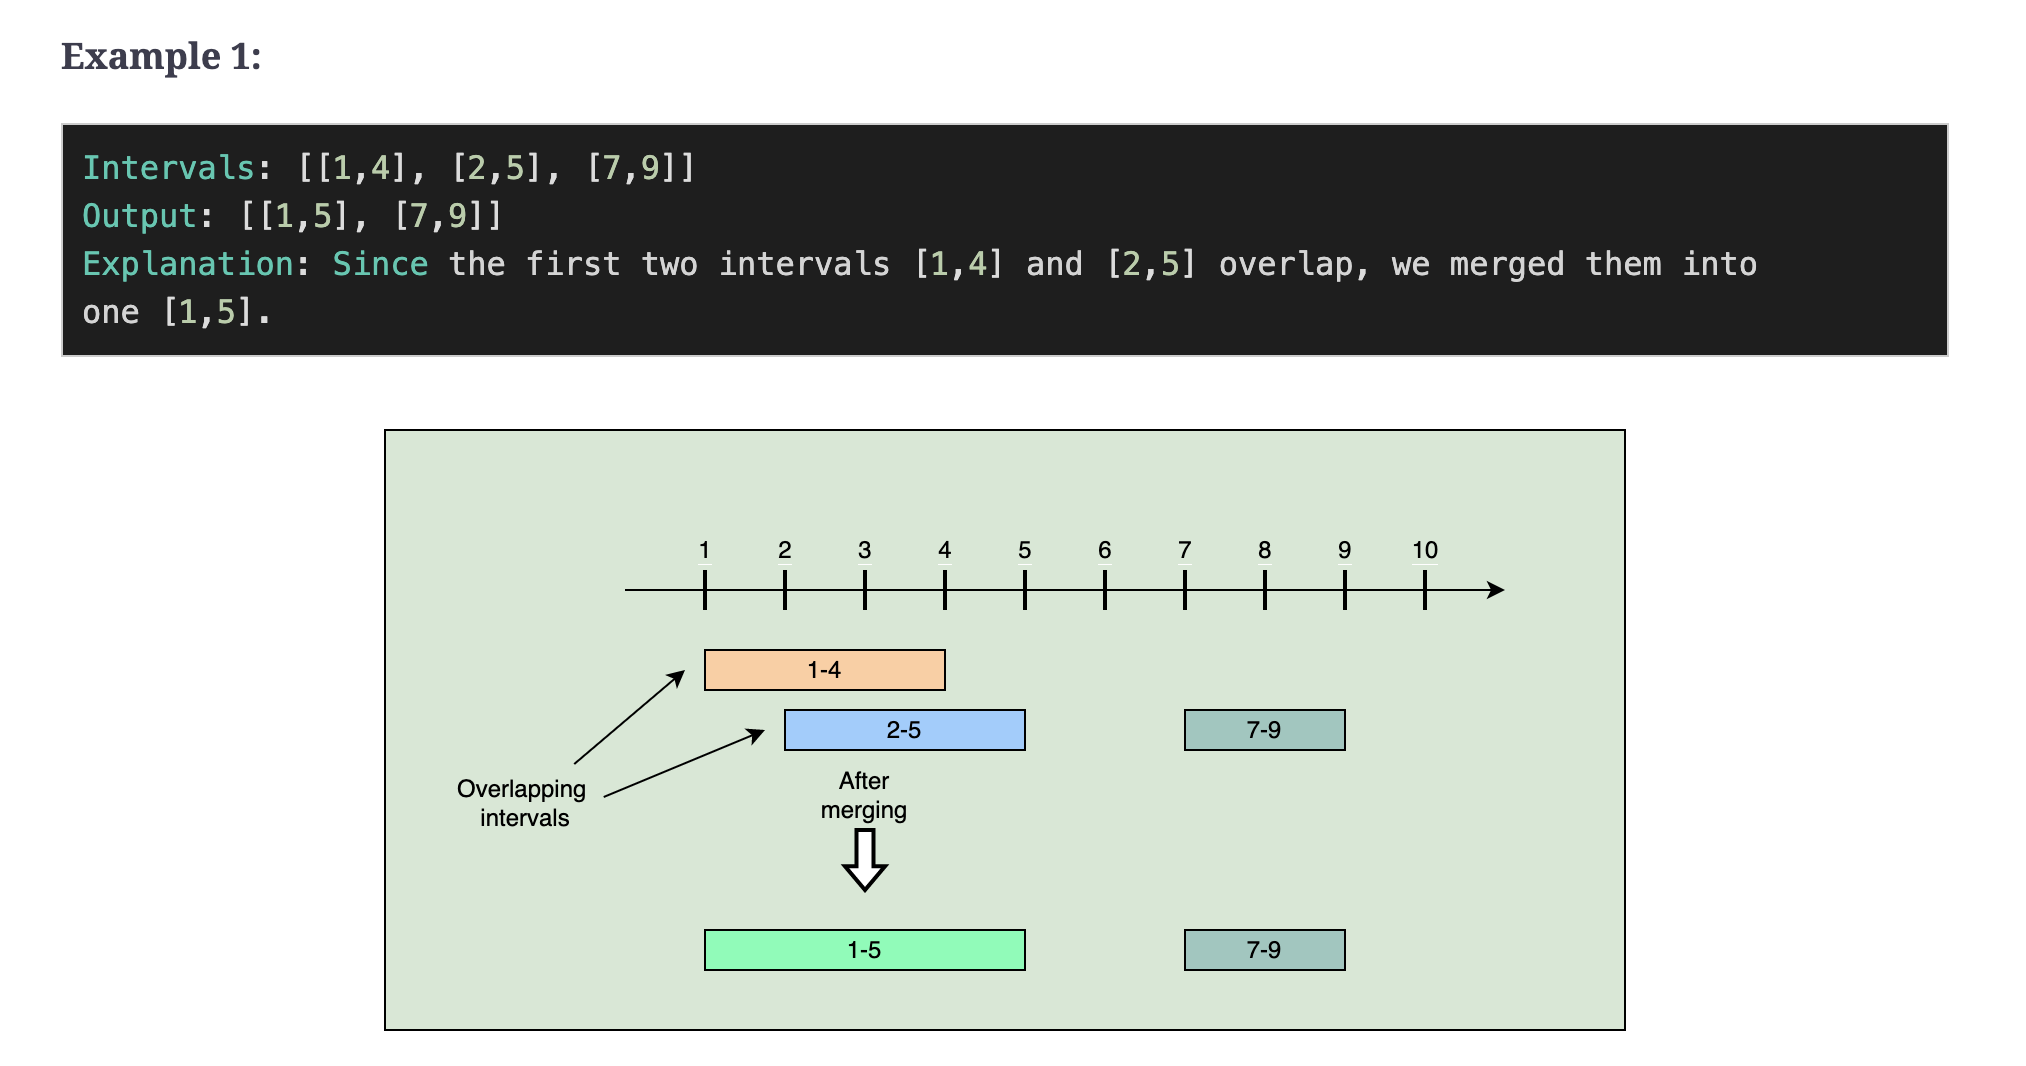 Example 1:
Intervals: [[1,4], [2,5], [7,9]]
Output: [[1,5], [7,9]]
Explanation: Since the first two intervals [1,4] and [2,5] overlap, we merged them into
one [1,5].
1 2 3 4 5 6 7 8 9 10
1-4
2-5 7-9
Overlapping
intervals
After
merging
1-5 7-9